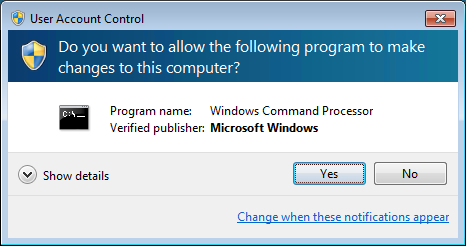 User Account Control
Do you want to allow the following program to make
changes to this computer?
C:\
Program name: Windows Command Processor
Verified publisher: Microsoft Windows
Show details
Yes
No
Change when these notifications appear